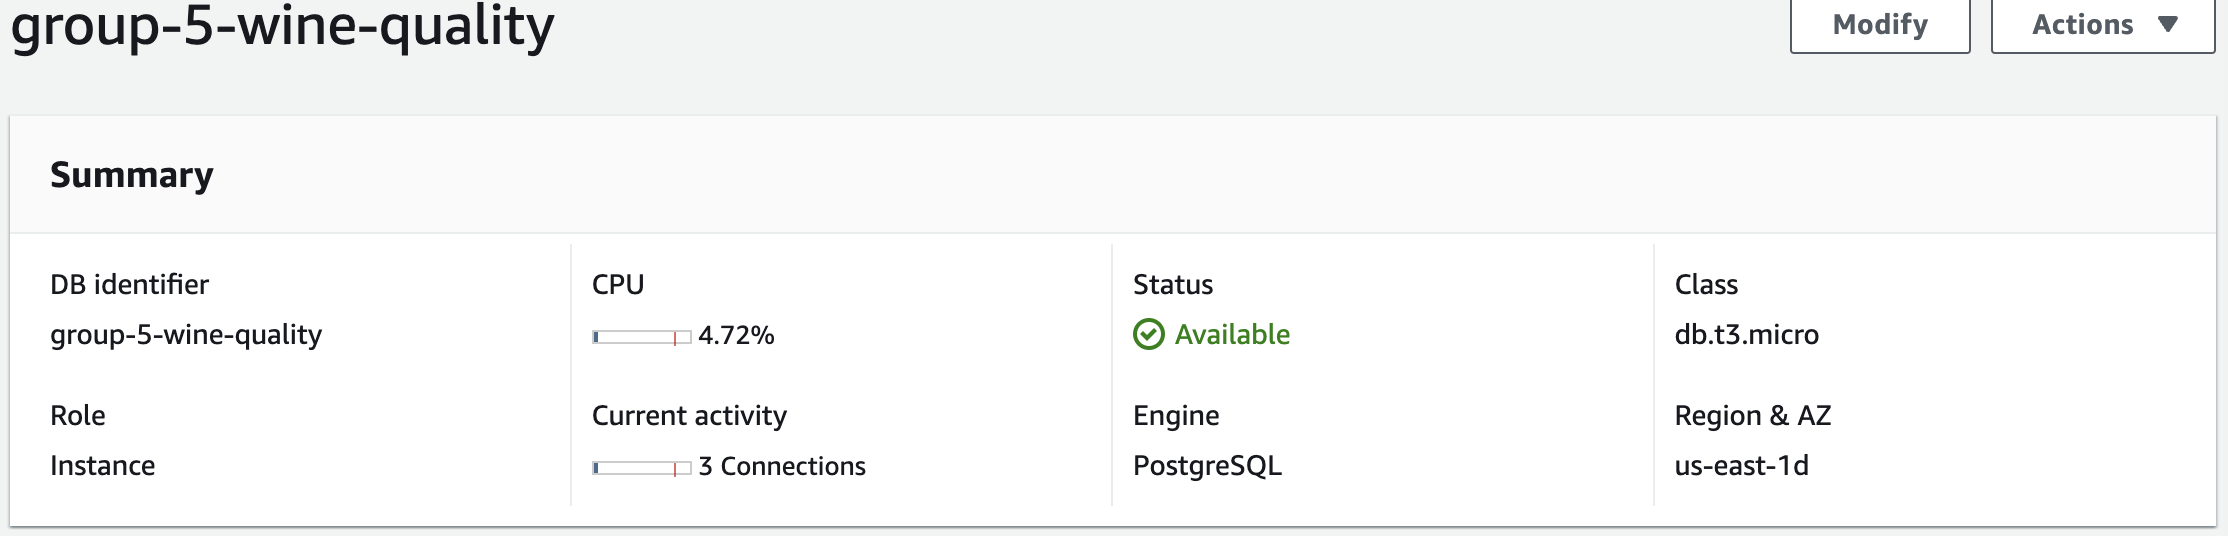 group-5-wine-quality
Modify
Actions
Summary
DB identifier
group-5-wine-quality
CPU
4.72%
Status
Available
Class
db.t3.micro
Role
Instance
Current activity
3 Connections
Engine
PostgreSQL
Region & AZ
us-east-1d